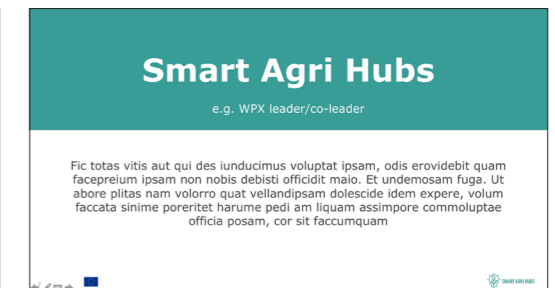 Smart Agri Hubs
e.g. WPX leader/co-leader
Fic totas vitis aut qui des iunducimus voluptat ipsam, odis erovidebit quam
facepreium ipsam non nobis debisti officidit maio. Et undemosam fuga. Ut
abore plitas nam volorro quat vellandipsam dolescide idem expere, volum
faccata sinime poreritet harume pedi am liquam assimpore commoluptae
officia posam, cor sit faccumquam
SMART AGRI HUBS